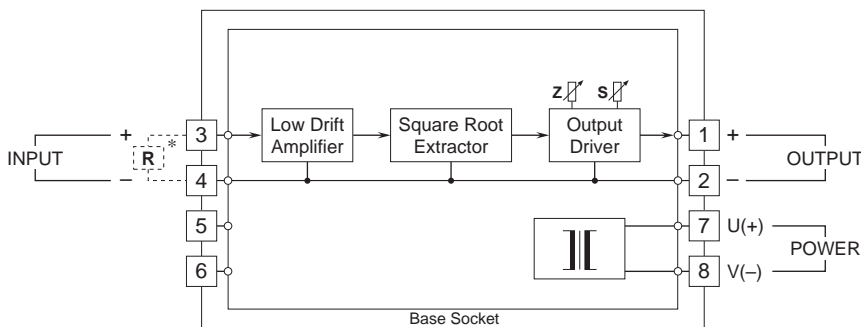 Z S
3 Low Drift Amplifier Square Root Extractor Output Driver 1 +
+ *
INPUT R OUTPUT
– 4 2 –
5 7 U(+)
POWER
6 8 V(–)
Base Socket